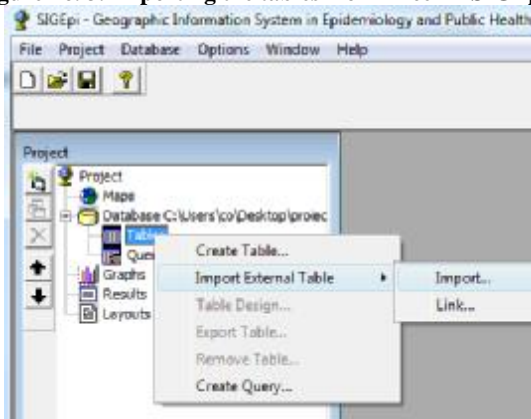 SIGEpi - Geographic Information System in Epidemiology and Public Health
File Project Database Options Window Help
Project
Project
Maps
Database C:\Users\co\Desktop\proiec
Tables
Graphs
Results
Layouts
Create Table...
Import External Table
Table Design...
Export Table...
Remove Table...
Create Query...
Import...
Link...